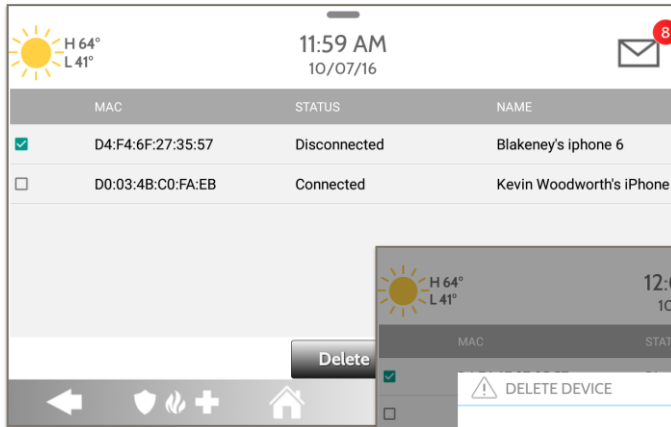 H 64°
L 41°
11:59 AM
10/07/16
8
MAC STATUS NAME
D4:F4:6F:27:35:57 Disconnected Blakeney's iphone 6
D0:03:4B:C0:FA:EB Connected Kevin Woodworth's iPhone
Delete
H 64°
L 41°
MAC
DELETE DEVICE